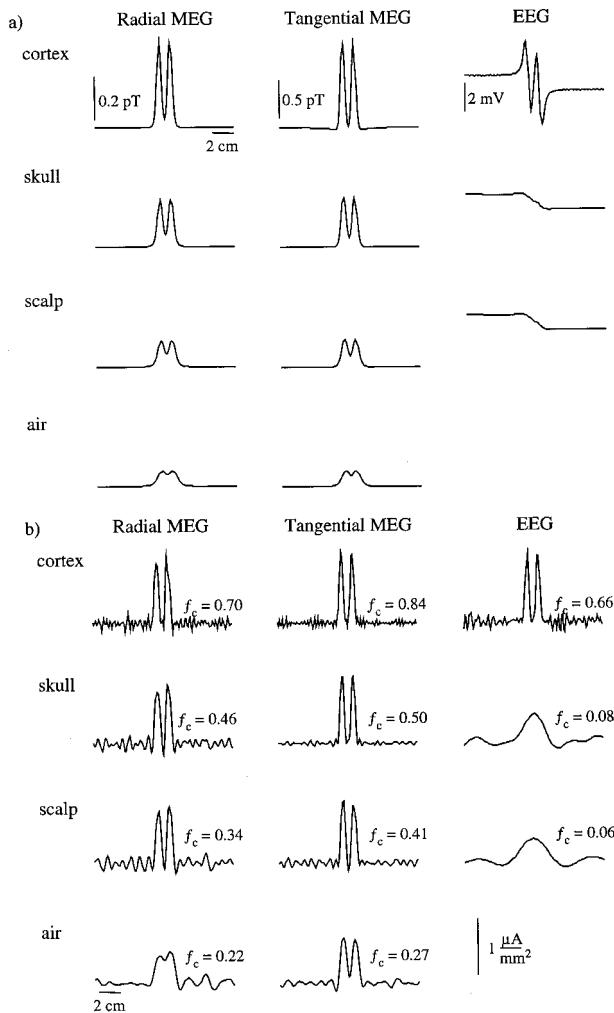 a)
Radial MEG Tangential MEG EEG
cortex
0.2 pT 0.5 pT 2 mV
2 cm
skull
scalp
air
b)
Radial MEG Tangential MEG EEG
cortex
f_c = 0.70 f_c = 0.84 f_c = 0.66
skull
f_c = 0.46 f_c = 0.50 f_c = 0.08
scalp
f_c = 0.34 f_c = 0.41 f_c = 0.06
air
f_c = 0.22 f_c = 0.27 1 μA/mm²
2 cm